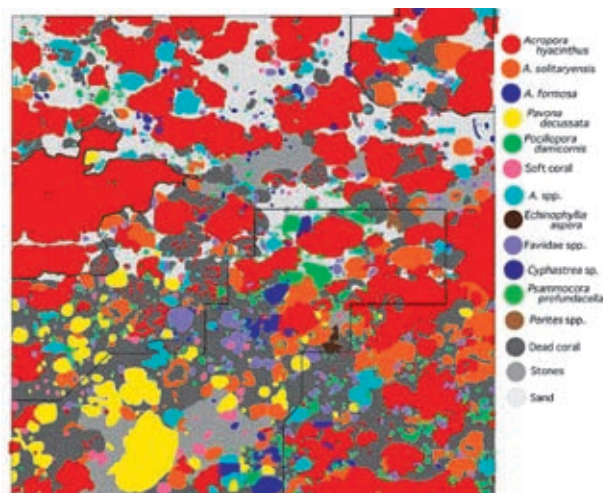 Acropora
hyacinthus
A. solitaryensis
A. formosa
Pavona
decussata
Pocillopora
damicornis
Soft coral
A. spp.
Echinophyllia
aspera
Faviidae spp.
Cyphastrea sp.
Psammocora
profundacella
Porites spp.
Dead coral
Stones
Sand